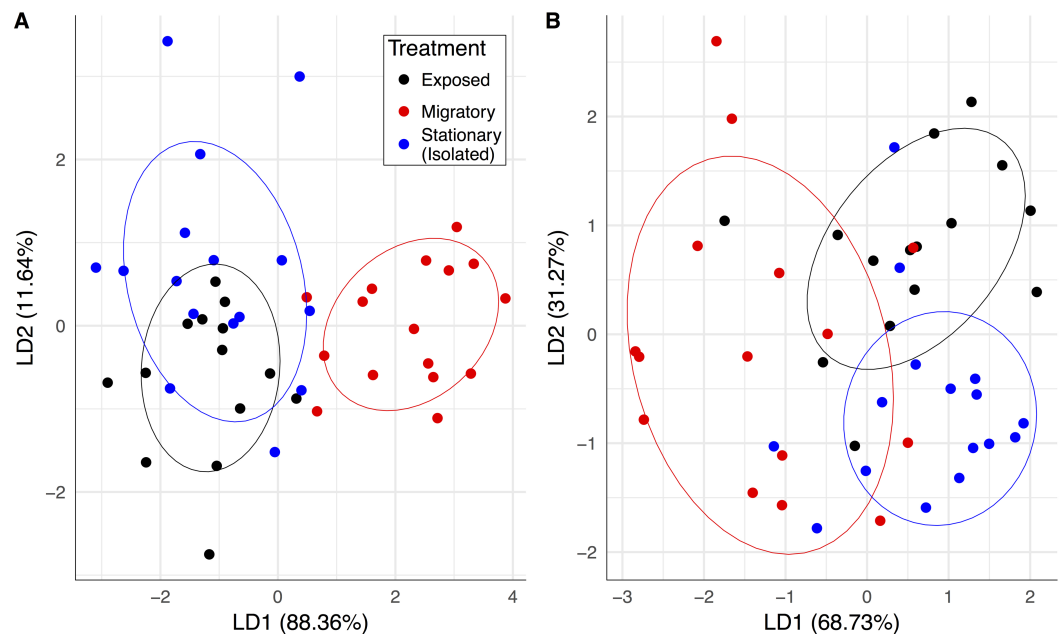 A
B
Treatment
Exposed
Migratory
Stationary
(Isolated)
LD2 (11.64%)
2
0
−2
−2
0
2
4
LD1 (88.36%)
LD2 (31.27%)
2
1
0
−1
−2
−3
−2
−1
0
1
2
LD1 (68.73%)